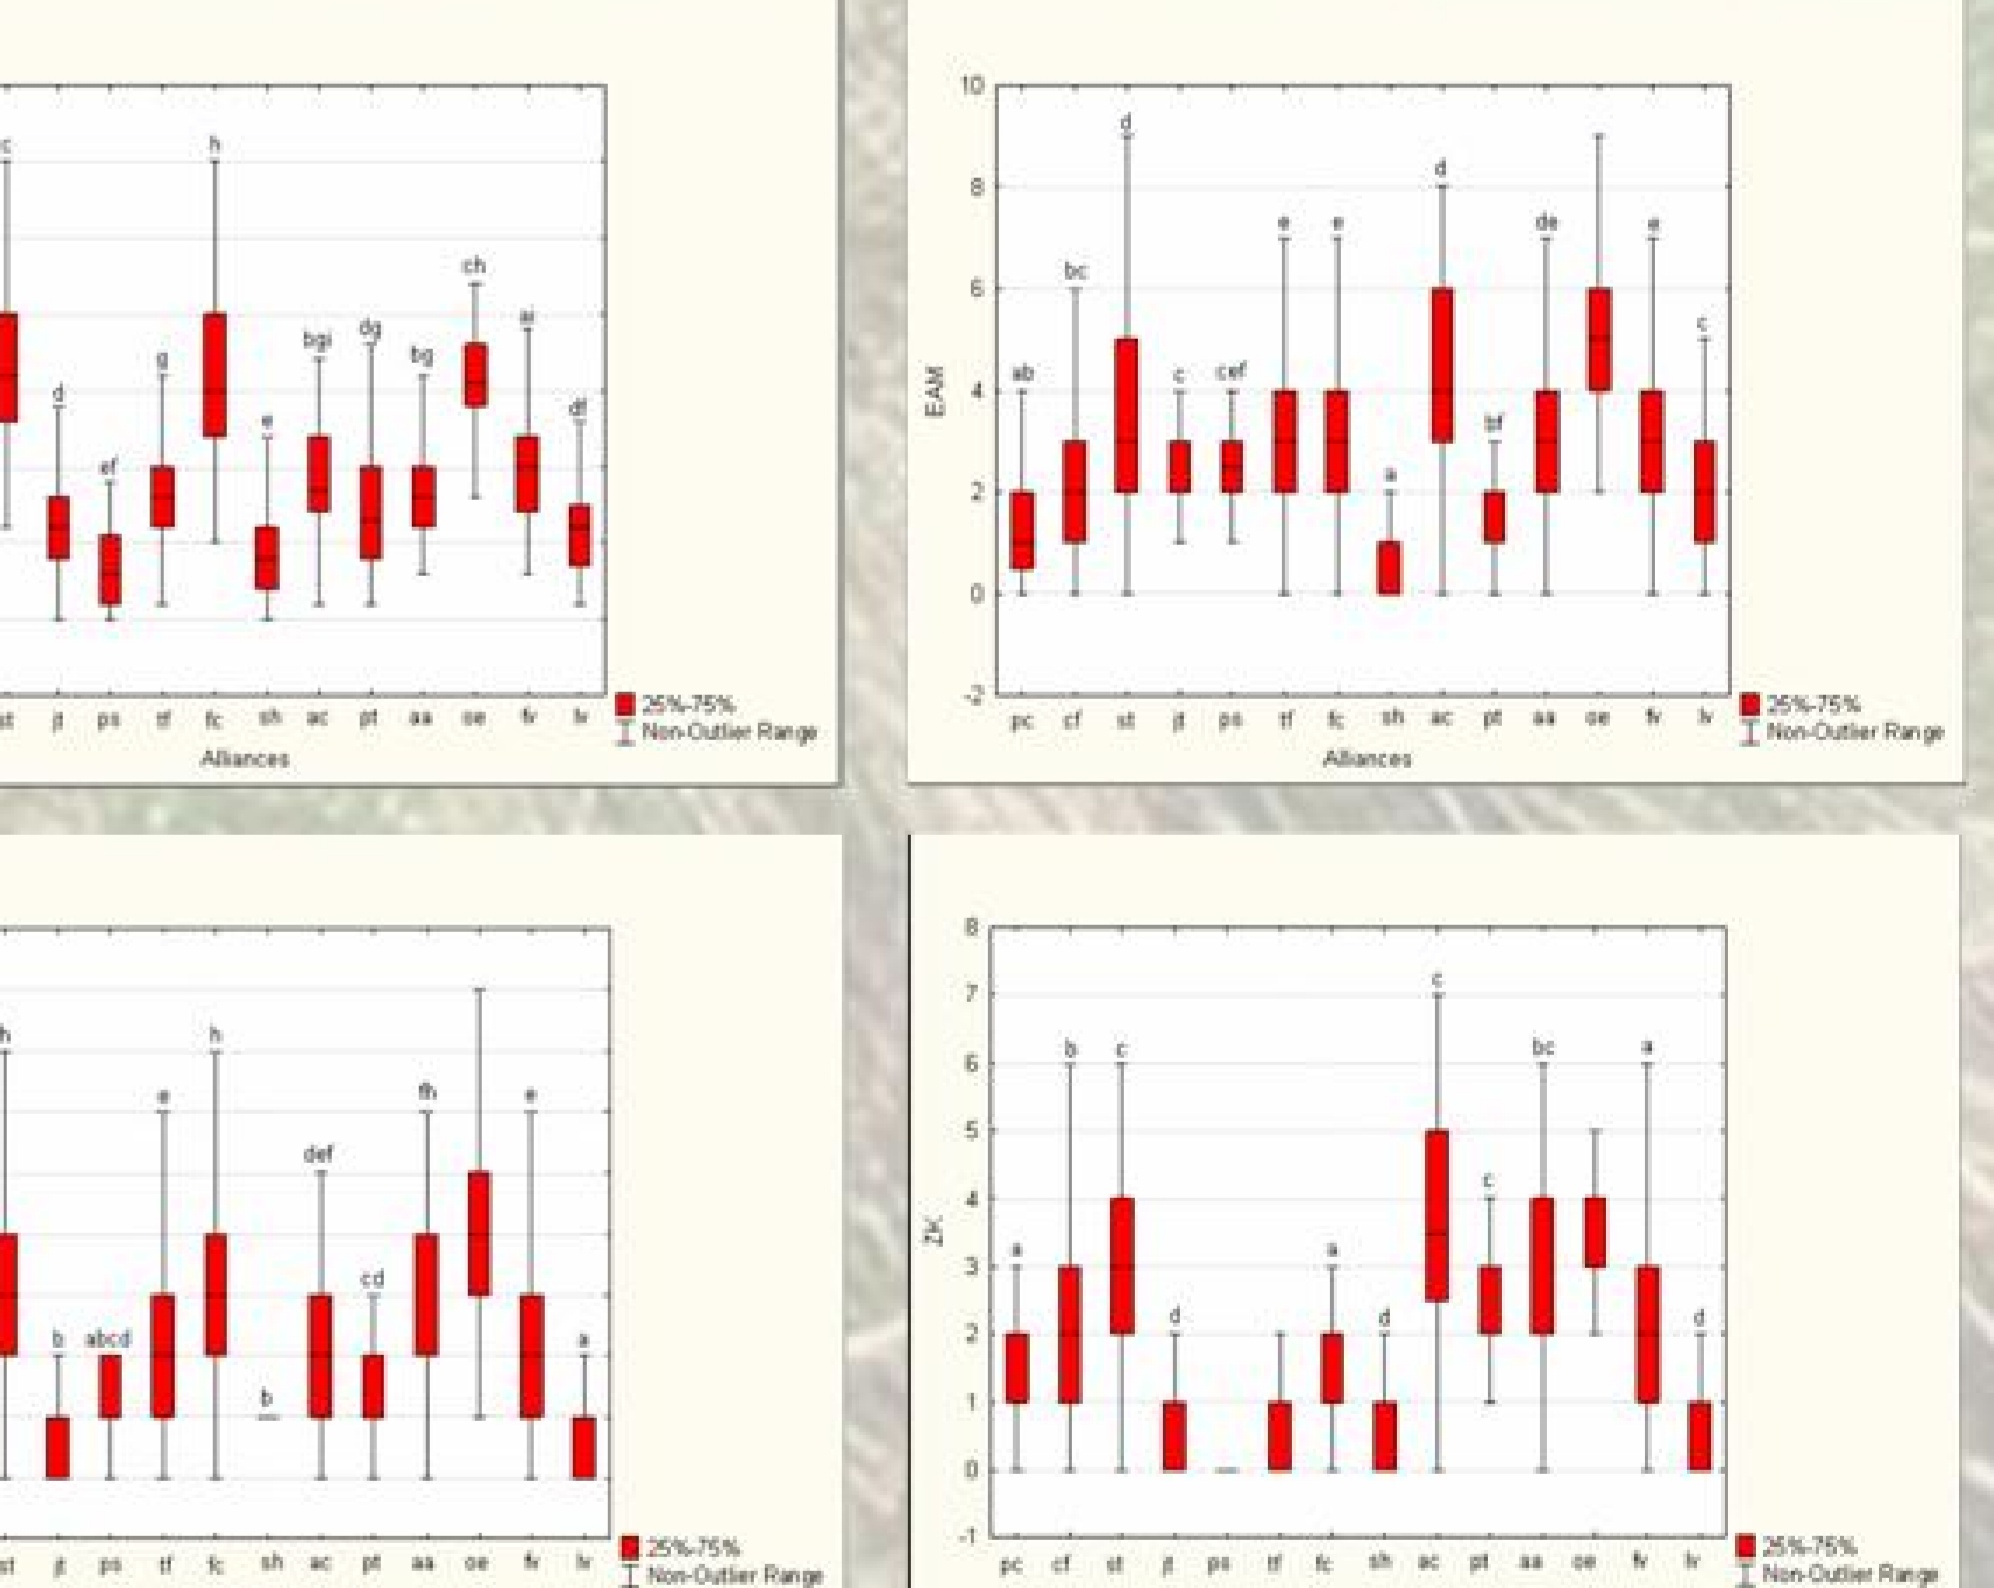 c h
d ef g e bgi dg bg ch
st jt ps tf fc sh ac pt aa oe fv lv
Alliances
25%-75%
Non-Outlier Range
10
8
6
4
2
0
-2
EAM
ab bc d c cef e e a d bf de a c
pc cf st jt ps tf fc sh ac pt aa oe fv lv
Alliances
25%-75%
Non-Outlier Range
h b abcd e h b def cd fh e a
st jt ps tf fc sh ac pt aa oe fv lv
25%-75%
Non-Outlier Range
8
7
6
5
4
3
2
1
0
-1
ZK
a b c d a d c c bc a d
pc cf st jt ps tf fc sh ac pt aa oe fv lv
25%-75%
Non-Outlier Range